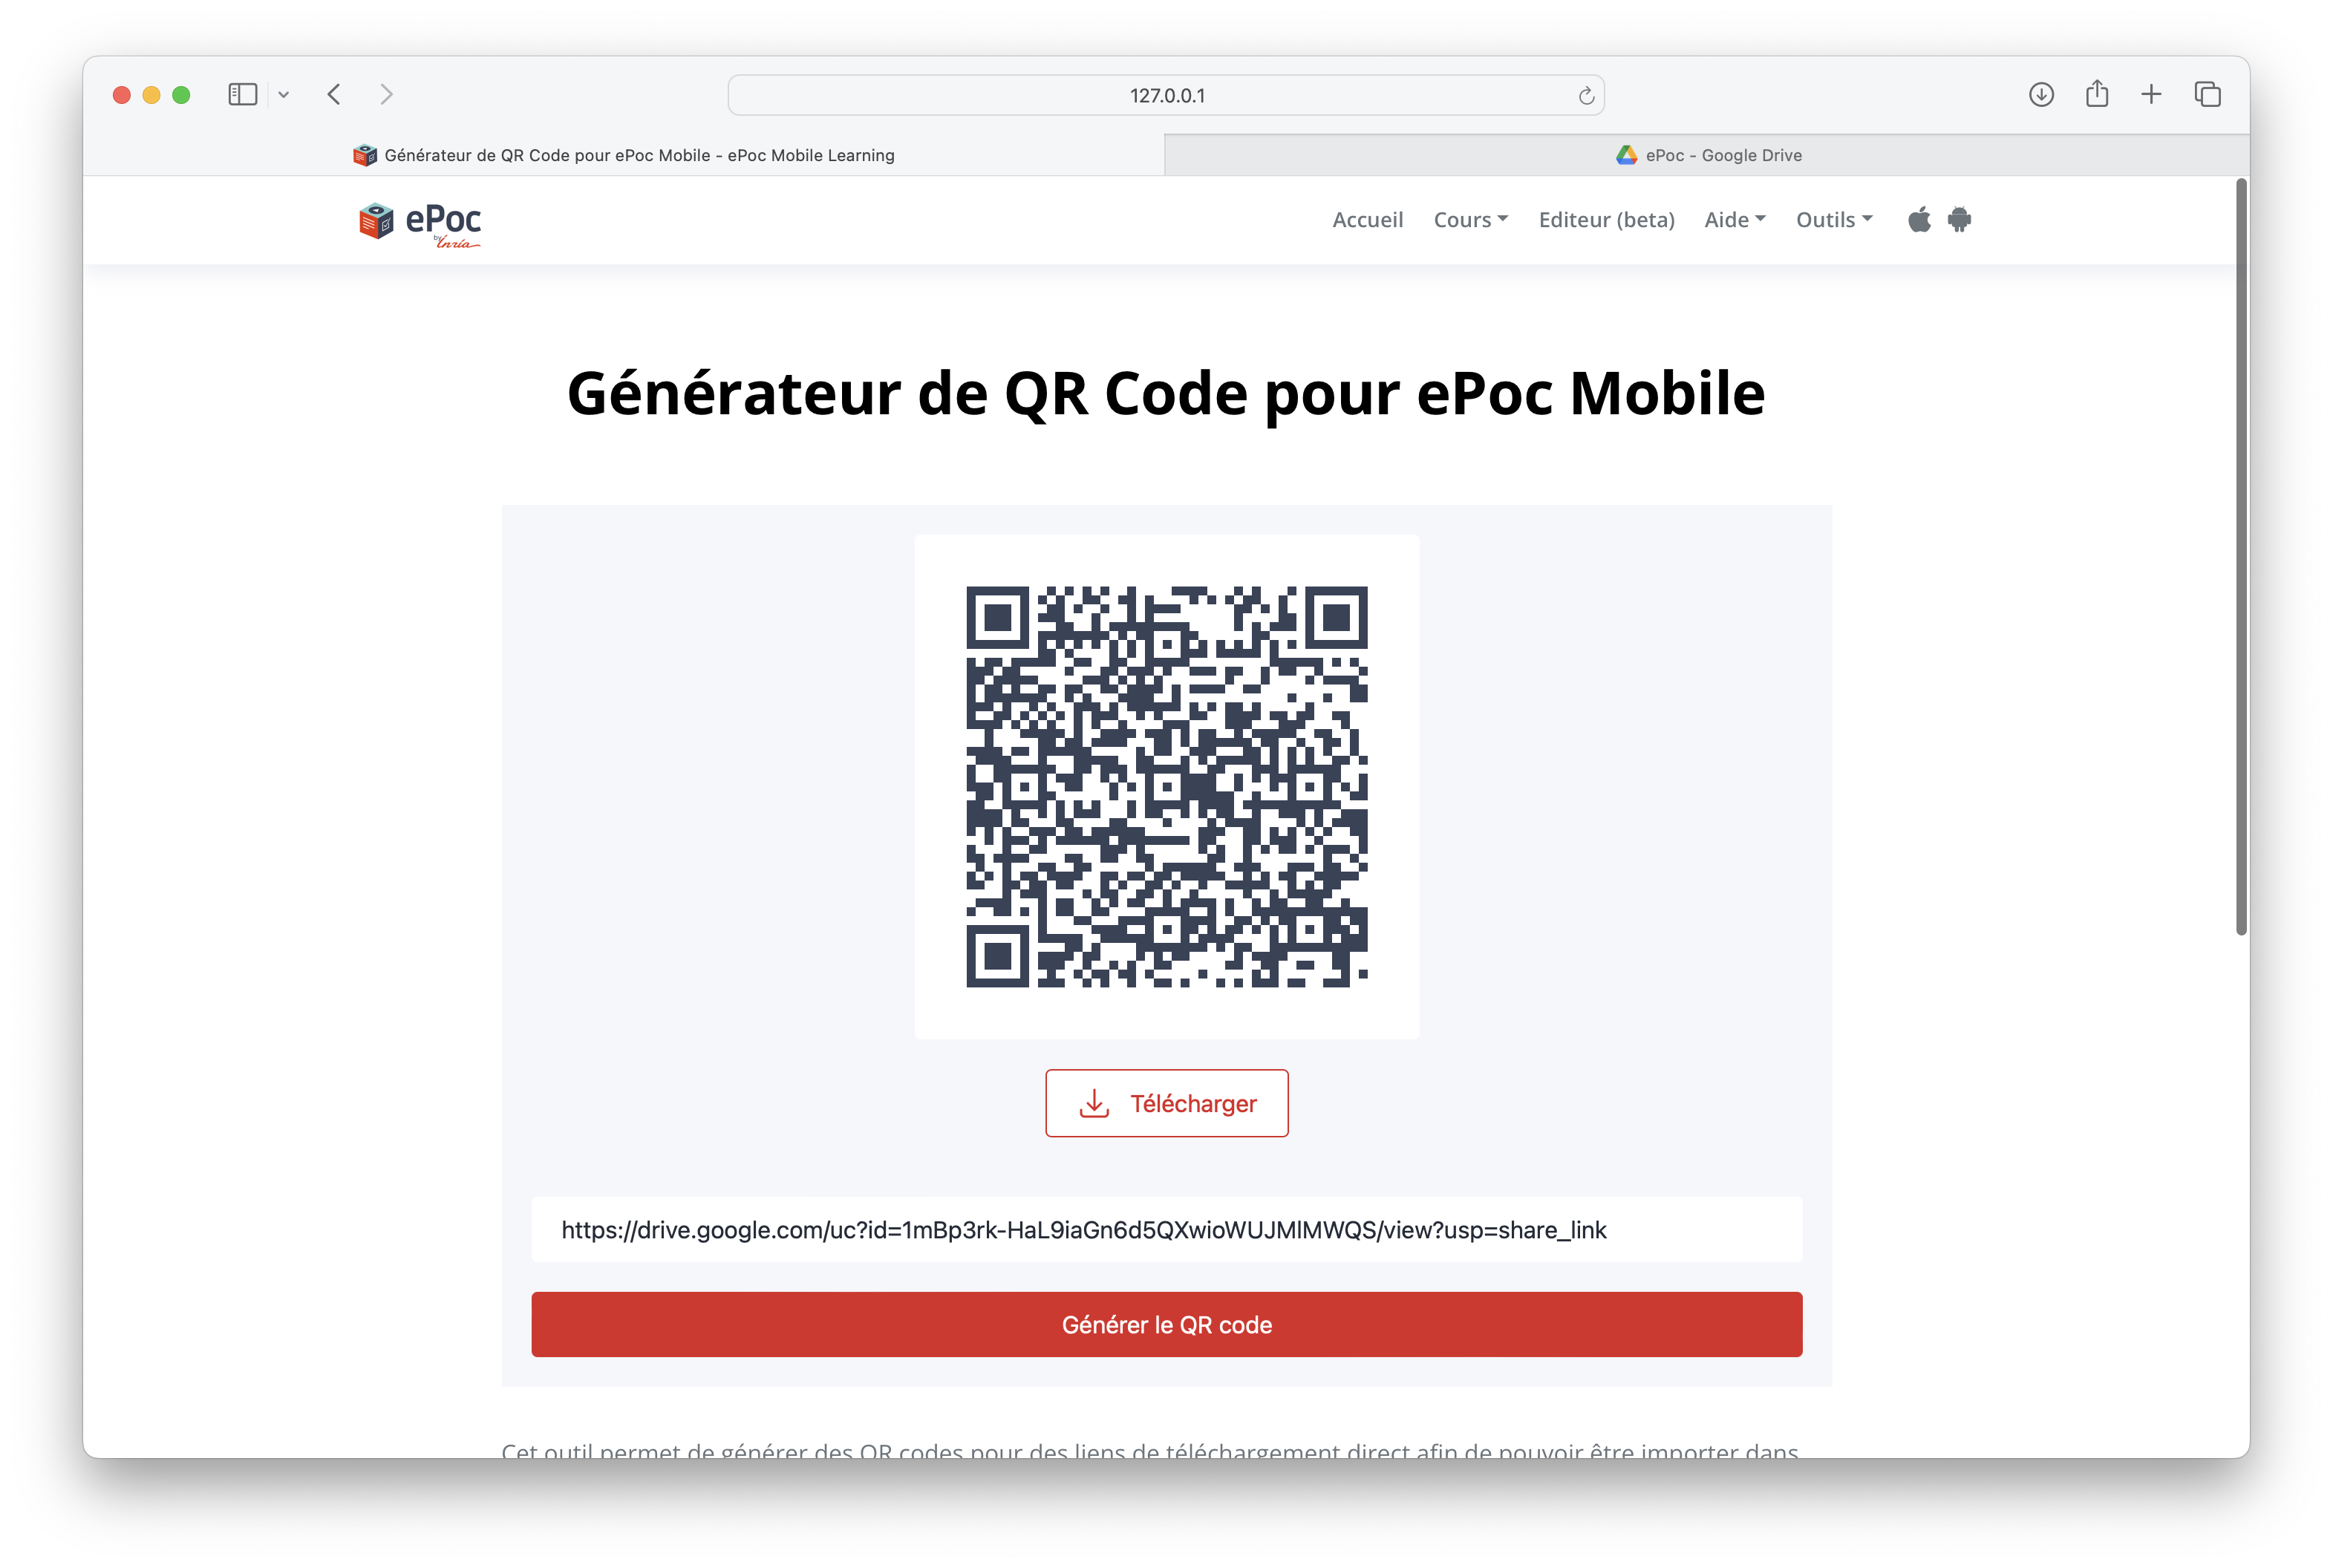 127.0.0.1
Générateur de QR Code pour ePoc Mobile - ePoc Mobile Learning
ePoc - Google Drive
ePoc
by Inria
Accueil Cours Editeur (beta) Aide Outils
Générateur de QR Code pour ePoc Mobile
Télécharger
https://drive.google.com/uc?id=1mBp3rk-HaL9iaGn6d5QXwioWUJMlMWQS/view?usp=share_link
Générer le QR code
Cet outil permet de générer des QR codes pour des liens de téléchargement direct afin de pouvoir être importer dans